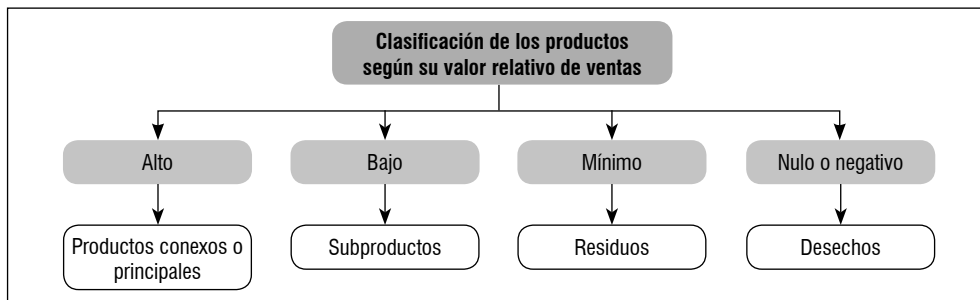 Clasificación de los productos
según su valor relativo de ventas
Alto
Bajo
Mínimo
Nulo o negativo
Productos conexos o
principales
Subproductos
Residuos
Desechos